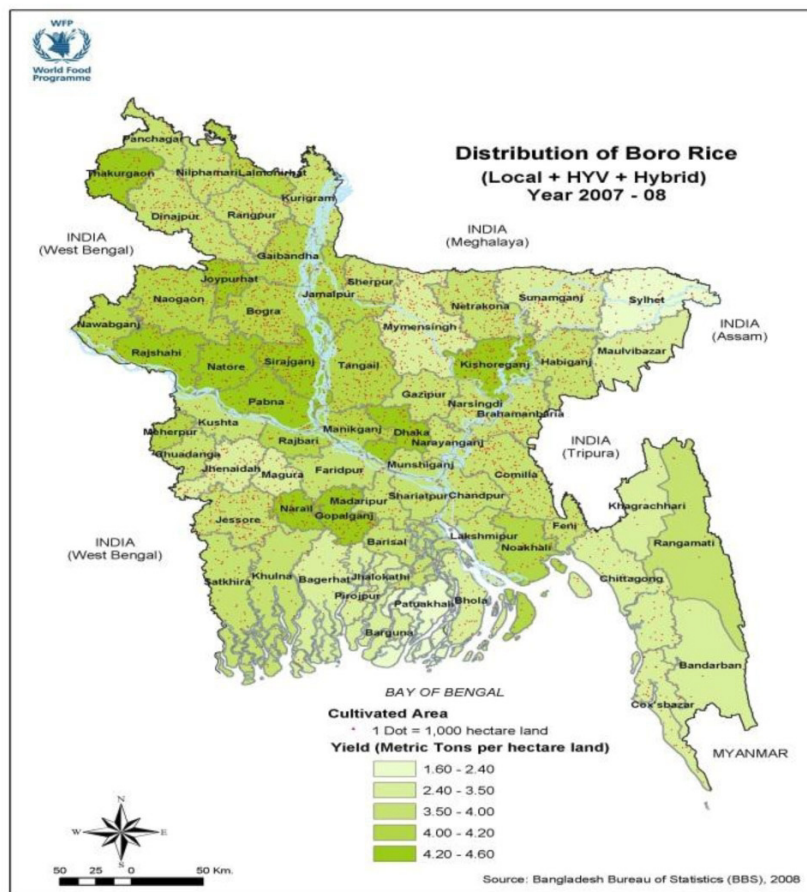 WFP
World Food
Programme
Distribution of Boro Rice
(Local + HYV + Hybrid)
Year 2007 - 08
Panchagar
Thakurgaon
Nilphamari
Lalmonirhat
Dinajpur
Rangpur
Kurigram
INDIA
(West Bengal)
INDIA
(Meghalaya)
Gaibandha
Joypurhat
Naogaon
Bogra
Jamalpur
Sherpur
Netrakona
Sunamganj
Sylhet
Nawabganj
Mymensingh
INDIA
(Assam)
Rajshahi
Natore
Sirajganj
Tangail
Kishoreganj
Habiganj
Maulvibazar
Pabna
Gazipur
Narsingdi
Brahamanbaria
Kushta
Meherpur
Manikganj
Dhaka
Narayanganj
INDIA
(Tripura)
Chuadanga
Rajbari
Jhenaidah
Magura
Faridpur
Munshiganj
Comilla
Khagrachhari
Narail
Madaripur
Shariatpur
Chandpur
Jessore
Gopalganj
Rangamati
INDIA
(West Bengal)
Barisal
Lakshmipur
Feni
Noakhali
Satkhira
Khulna
Bagerhat
Jhalokathi
Chittagong
Pirojpur
Patuakhali
Bhola
Barguna
Bandarban
BAY OF BENGAL
Cox'sbazar
MYANMAR
Cultivated Area
1 Dot = 1,000 hectare land
Yield (Metric Tons per hectare land)
1.60 - 2.40
2.40 - 3.50
3.50 - 4.00
4.00 - 4.20
4.20 - 4.60
N
W
E
S
50 25 0 50 Km.
Source: Bangladesh Bureau of Statistics (BBS), 2008